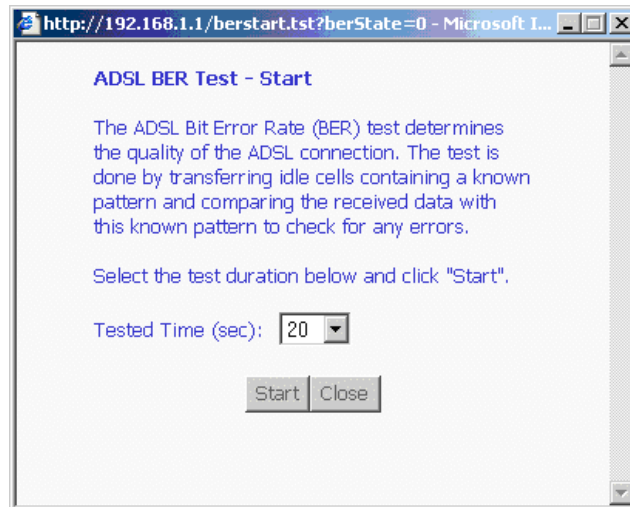 http://192.168.1.1/berstart.tst?berState=0 - Microsoft I...
ADSL BER Test - Start
The ADSL Bit Error Rate (BER) test determines
the quality of the ADSL connection. The test is
done by transferring idle cells containing a known
pattern and comparing the received data with
this known pattern to check for any errors.
Select the test duration below and click "Start".
Tested Time (sec): 20
Start Close